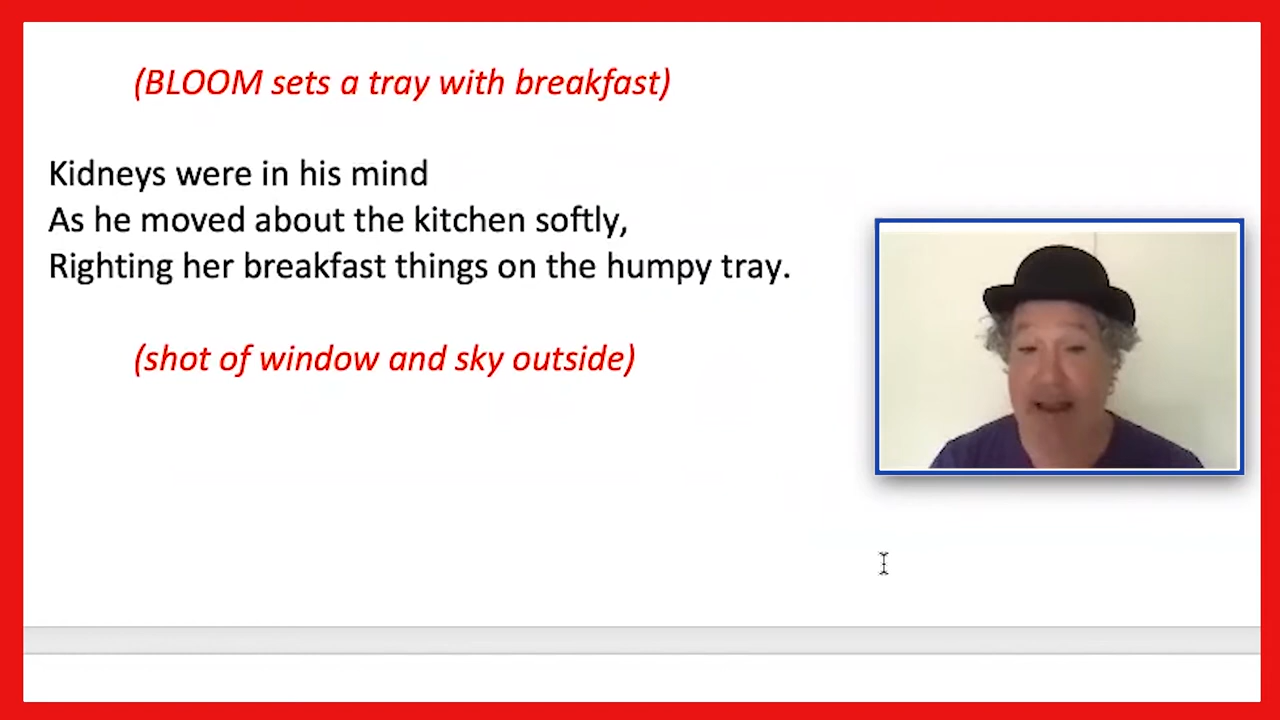 (BLOOM sets a tray with breakfast)
Kidneys were in his mind
As he moved about the kitchen softly,
Righting her breakfast things on the humpy tray.
(shot of window and sky outside)